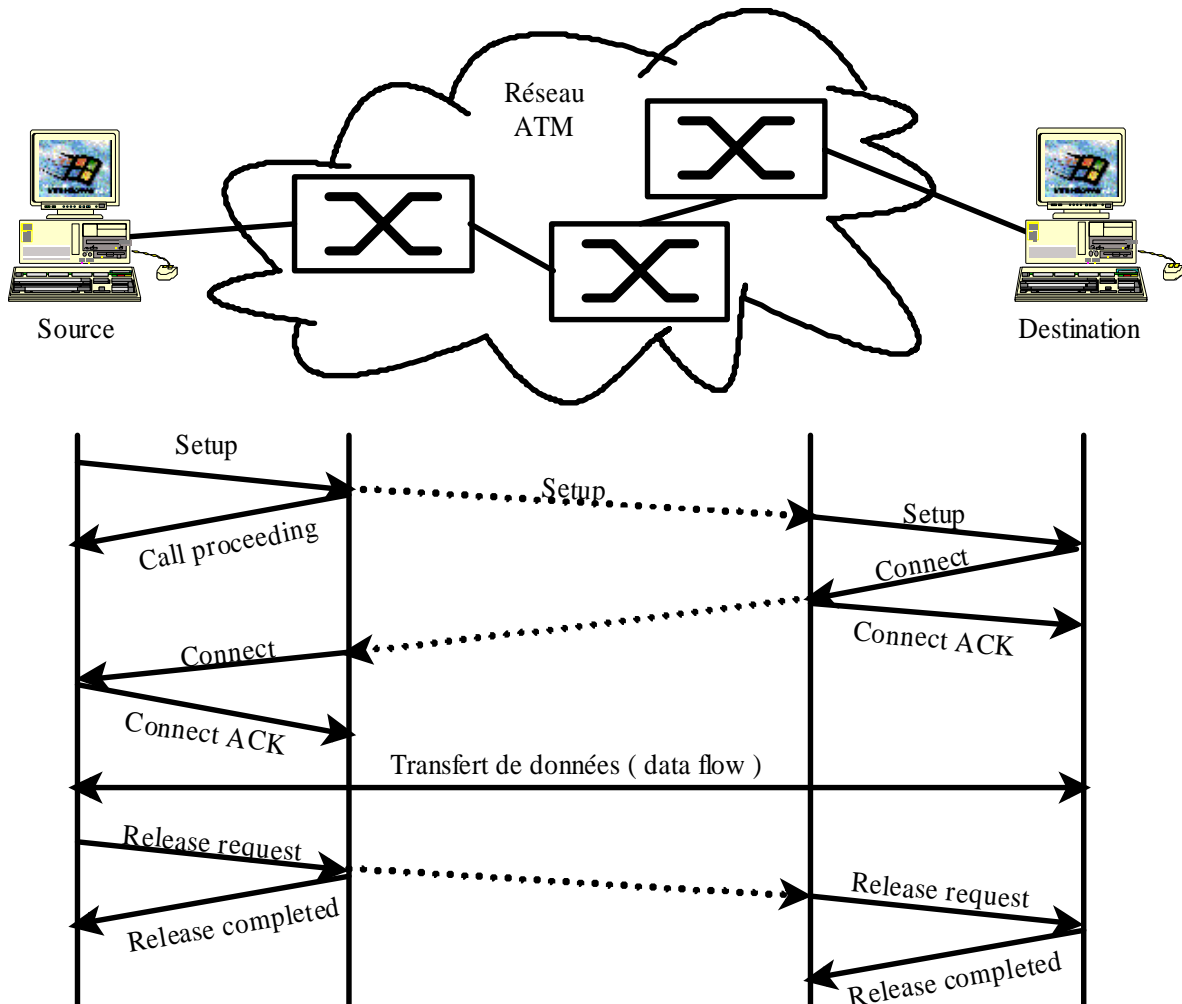 Réseau
ATM
Source
Destination
Setup
Setup
Setup
Call proceeding
Connect
Connect ACK
Connect
Connect ACK
Transfert de données ( data flow )
Release request
Release request
Release completed
Release completed